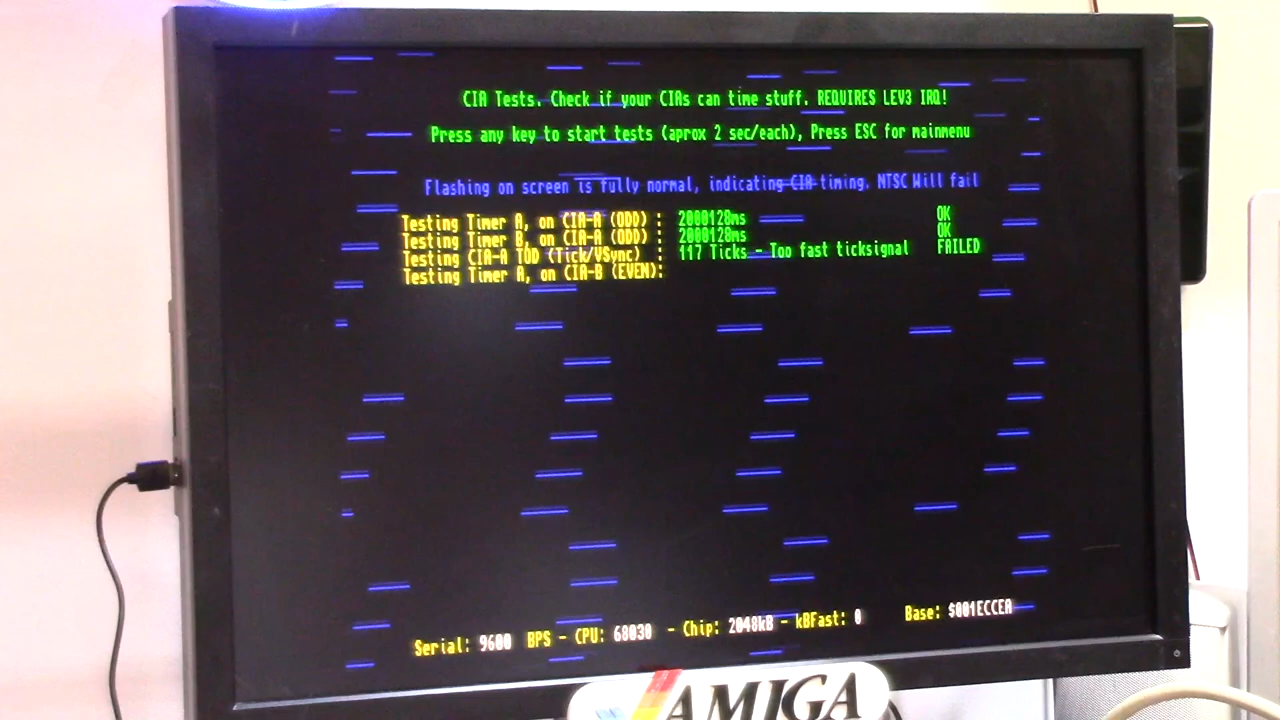 CIA Tests. Check if your CIAs can time stuff. REQUIRES LEV3 IRQ!
Press any key to start tests (aprox 2 sec/each), Press ESC for mainmenu
Flashing on screen is fully normal, indicating CIA timing. NTSC Will fail
Testing Timer A, on CIA-A (ODD) : 2000128ms OK
Testing Timer B, on CIA-A (ODD) : 2000128ms OK
Testing CIA-A TOD (Tick/VSync) : 117 Ticks - Too fast ticksignal FAILED
Testing Timer A, on CIA-B (EVEN):
Serial: 9600 BPS - CPU: 68030 - Chip: 2048kB - kBFast: 0 Base: $001ECCEA
AMIGA